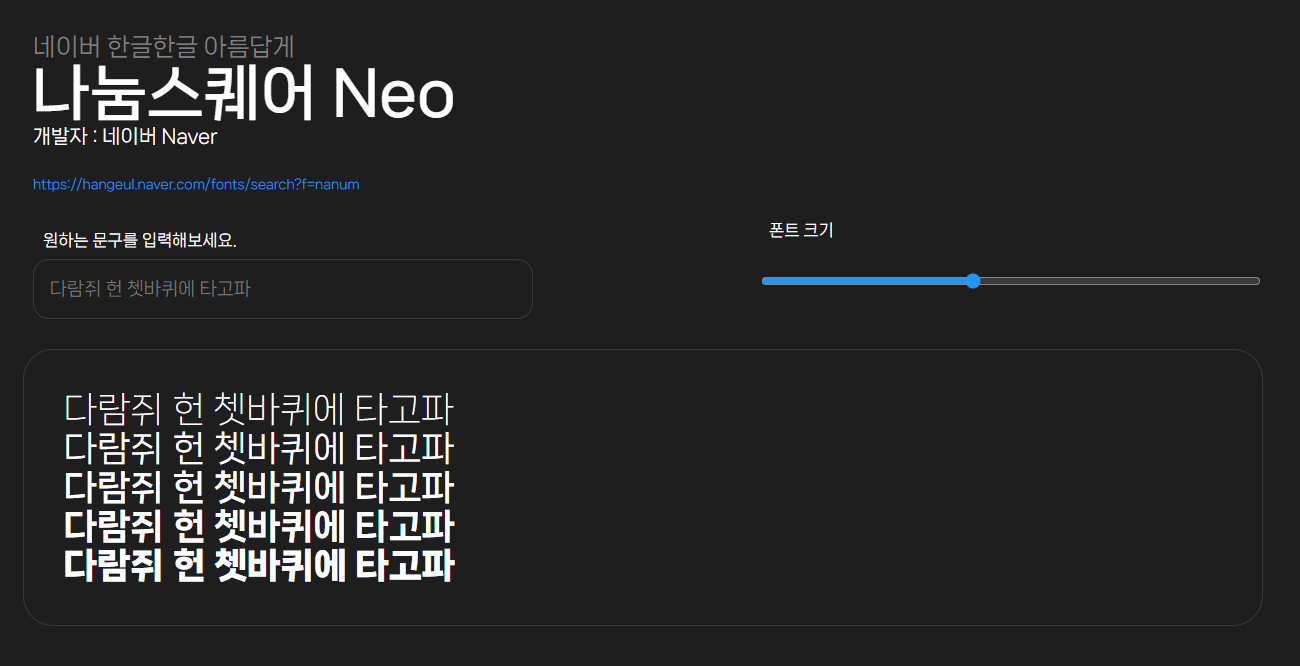 네이버 한글한글 아름답게
나눔스퀘어 Neo
개발자 : 네이버 Naver
https://hangeul.naver.com/fonts/search?f=nanum
원하는 문구를 입력해보세요.
폰트 크기
다람쥐 헌 쳇바퀴에 타고파
다람쥐 헌 쳇바퀴에 타고파
다람쥐 헌 쳇바퀴에 타고파
다람쥐 헌 쳇바퀴에 타고파
다람쥐 헌 쳇바퀴에 타고파
다람쥐 헌 쳇바퀴에 타고파